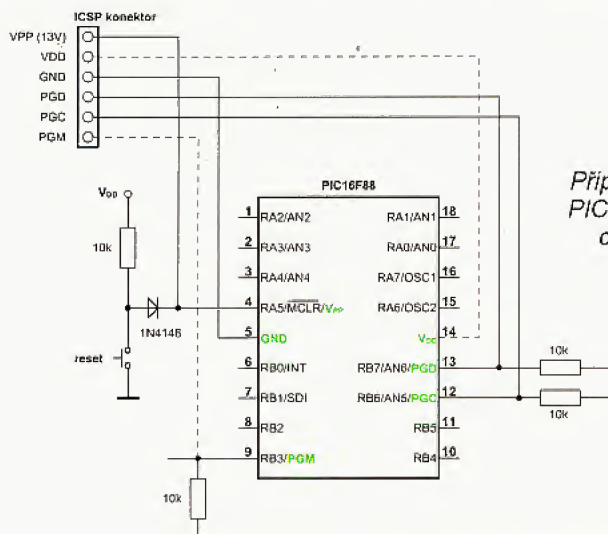 ICSP konektor
VPP (13V)
VDD
GND
PGD
PGC
PGM
VDD
10k
1N4148
reset
PIC16F88
1 RA2/AN2
2 RA3/AN3
3 RA4/AN4
4 RA5/MCLR/VPP
5 GND
6 RB0/INT
7 RB1/SDI
8 RB2
9 RB3/PGM
RA1/AN1 18
RA0/AN0 17
RA7/OSC1 16
RA6/OSC2 15
VDD 14
RB7/AN6/PGD 13
RB6/AN5/PGC 12
RB5 11
RB4 10
10k
10k
10k
Příp
PIC